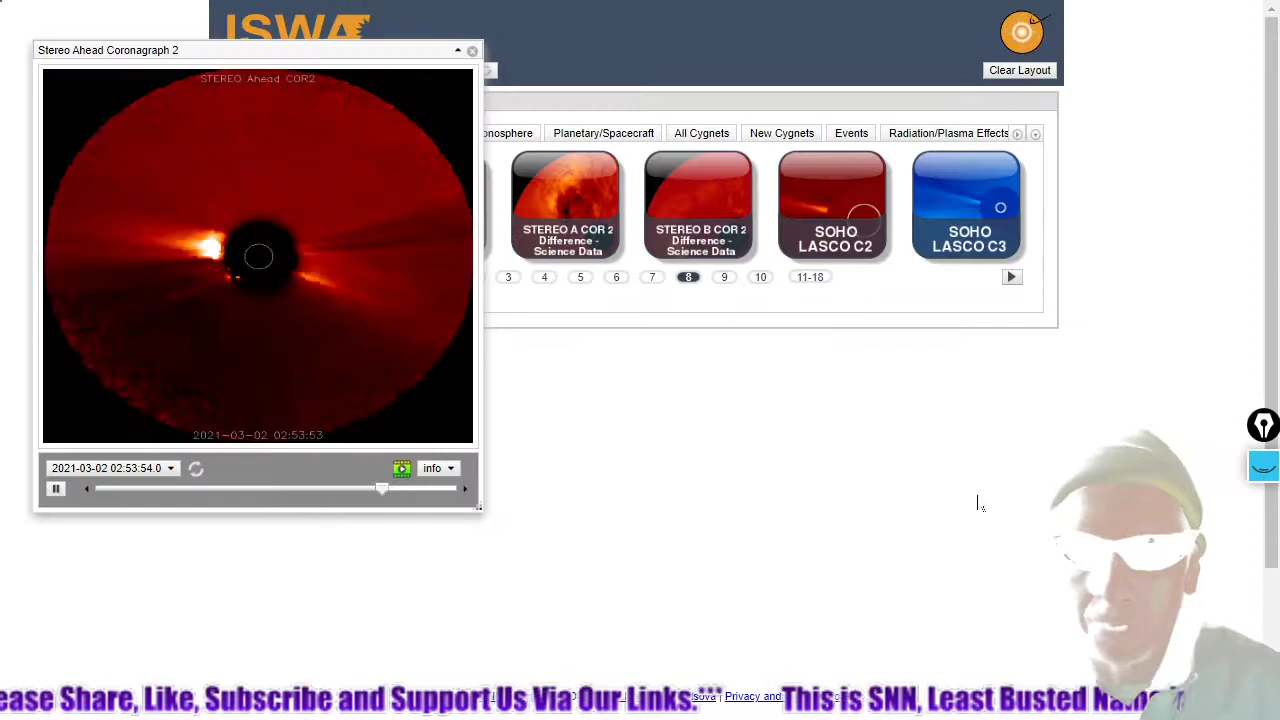 ISWA
Stereo Ahead Coronagraph 2
STEREO Ahead COR2
2021-03-02 02:53:53
2021-03-02 02:53:54.0
info
Clear Layout
onosphere
Planetary/Spacecraft
All Cygnets
New Cygnets
Events
Radiation/Plasma Effects
STEREO A COR 2
Difference -
Science Data
STEREO B COR 2
Difference -
Science Data
SOHO
LASCO C2
SOHO
LASCO C3
3 4 5 6 7 8 9 10 11-18
Privacy and
ease Share, Like, Subscribe and Support Us Via Our Links.
This is SNN, Least Busted